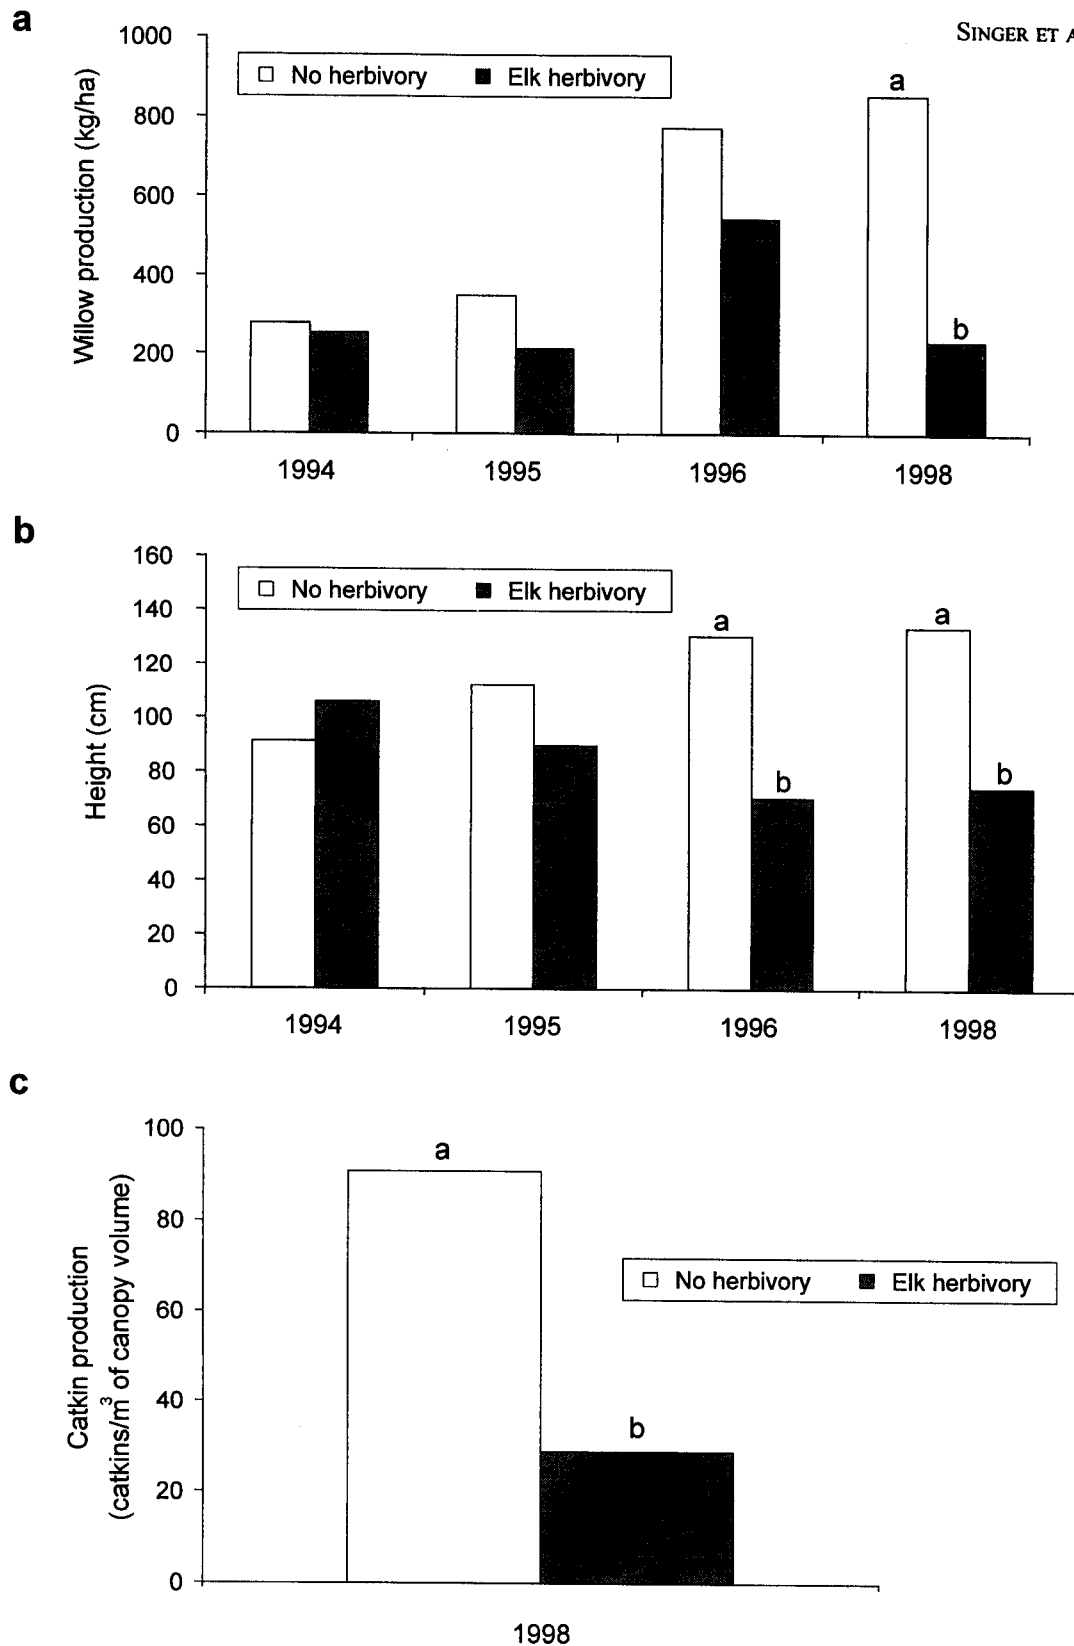 a
SINGER ET A
Willow production (kg/ha)
1000
800
600
400
200
0
No herbivory Elk herbivory
a
b
1994 1995 1996 1998
b
Height (cm)
160
140
120
100
80
60
40
20
0
No herbivory Elk herbivory
a
a
b
b
1994 1995 1996 1998
c
Catkin production
(catkins/m³ of canopy volume)
100
80
60
40
20
0
a
No herbivory Elk herbivory
b
1998